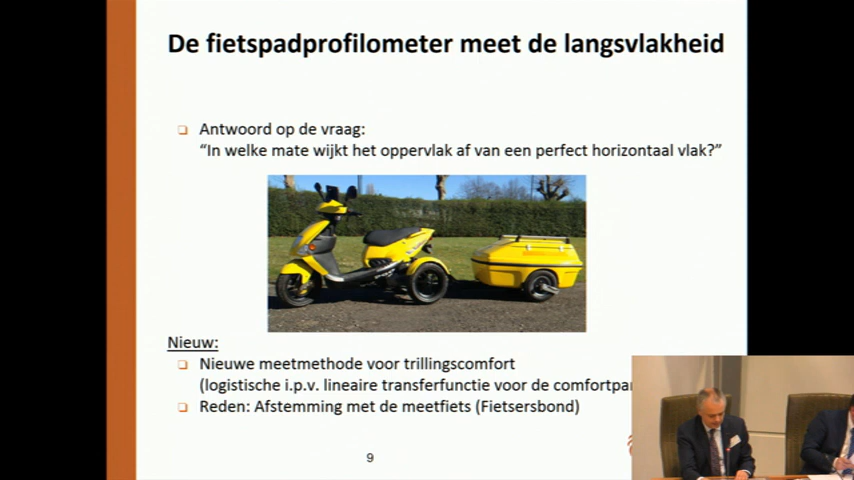 De fietspadprofilometer meet de langsvlakheid
Antwoord op de vraag:
“In welke mate wijkt het oppervlak af van een perfect horizontaal vlak?”
Nieuw:
Nieuwe meetmethode voor trillingscomfort
(logistische i.p.v. lineaire transferfunctie voor de
Reden: Afstemming met de meetfiets (Fietsersbond)
9